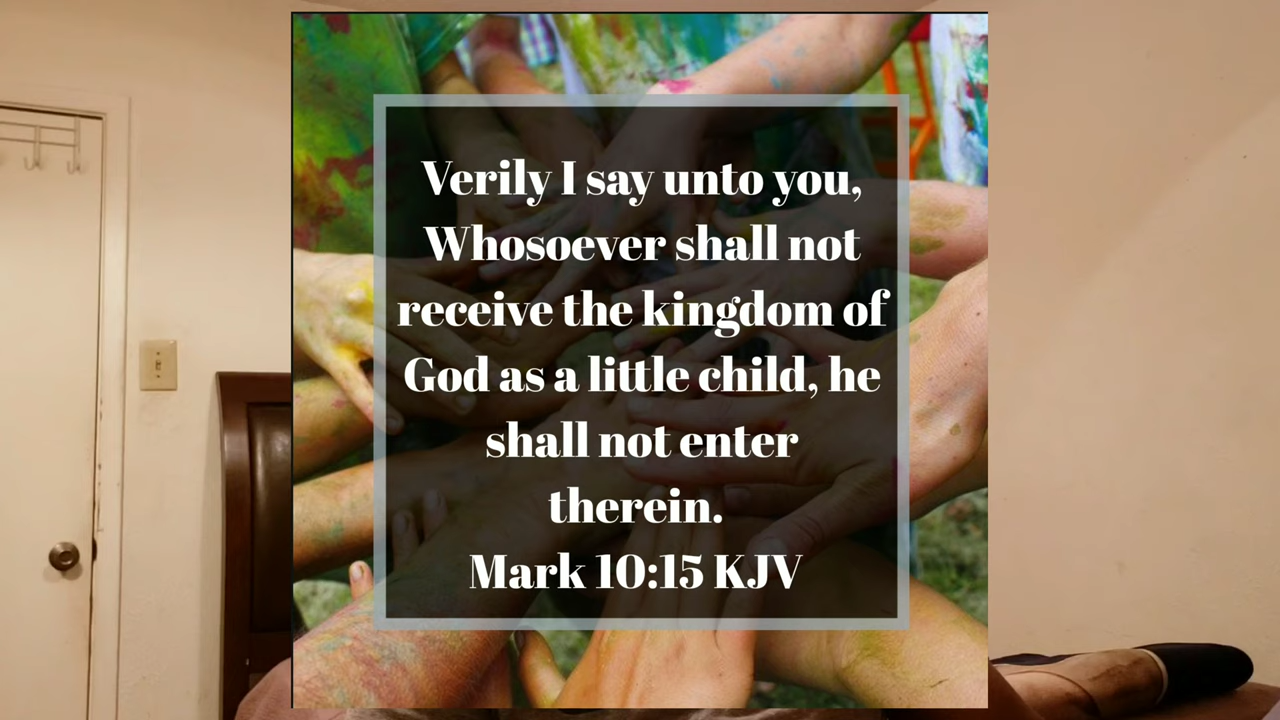 Verily I say unto you,
Whosoever shall not
receive the kingdom of
God as a little child, he
shall not enter
therein.
Mark 10:15 KJV